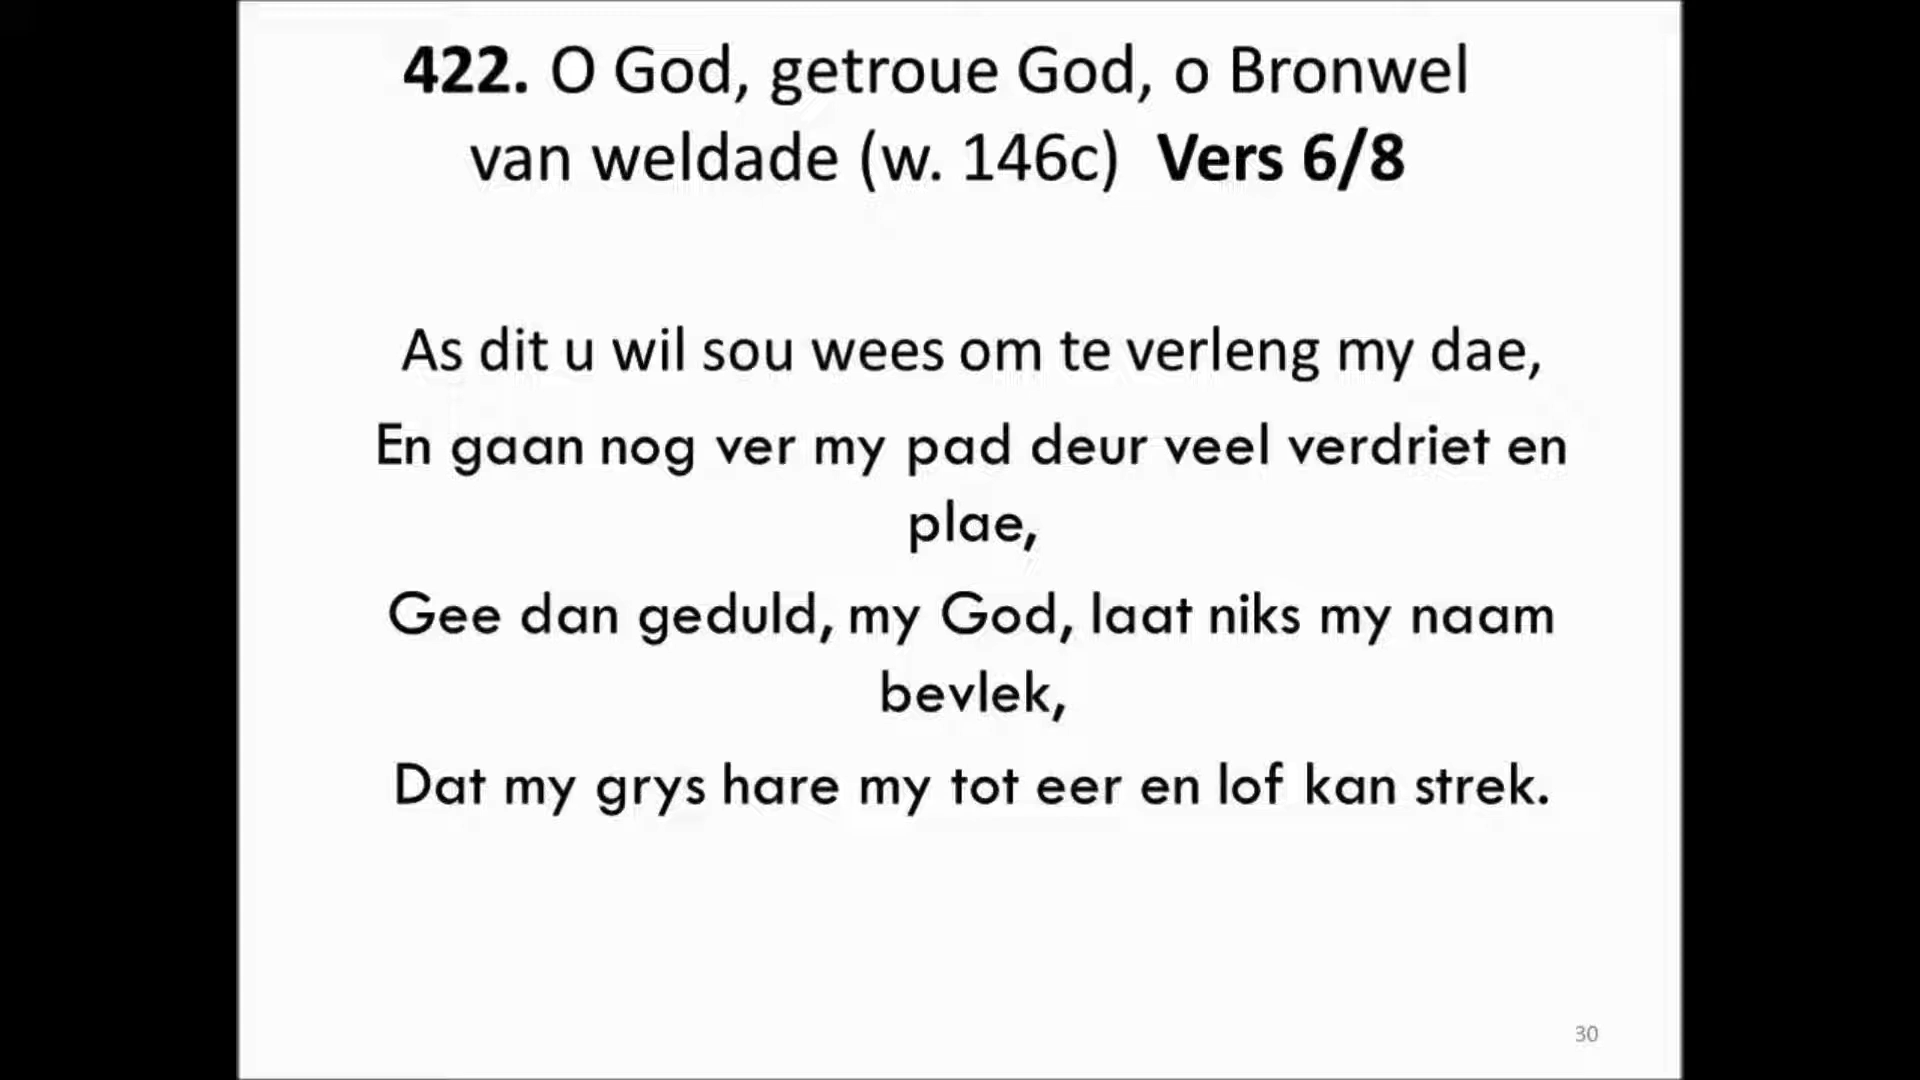 422. O God, getroue God, o Bronwel
van weldade (w. 146c) Vers 6/8
As dit u wil sou wees om te verleng my dae,
En gaan nog ver my pad deur veel verdriet en
plae,
Gee dan geduld, my God, laat niks my naam
bevlek,
Dat my grys hare my tot eer en lof kan strek.
30